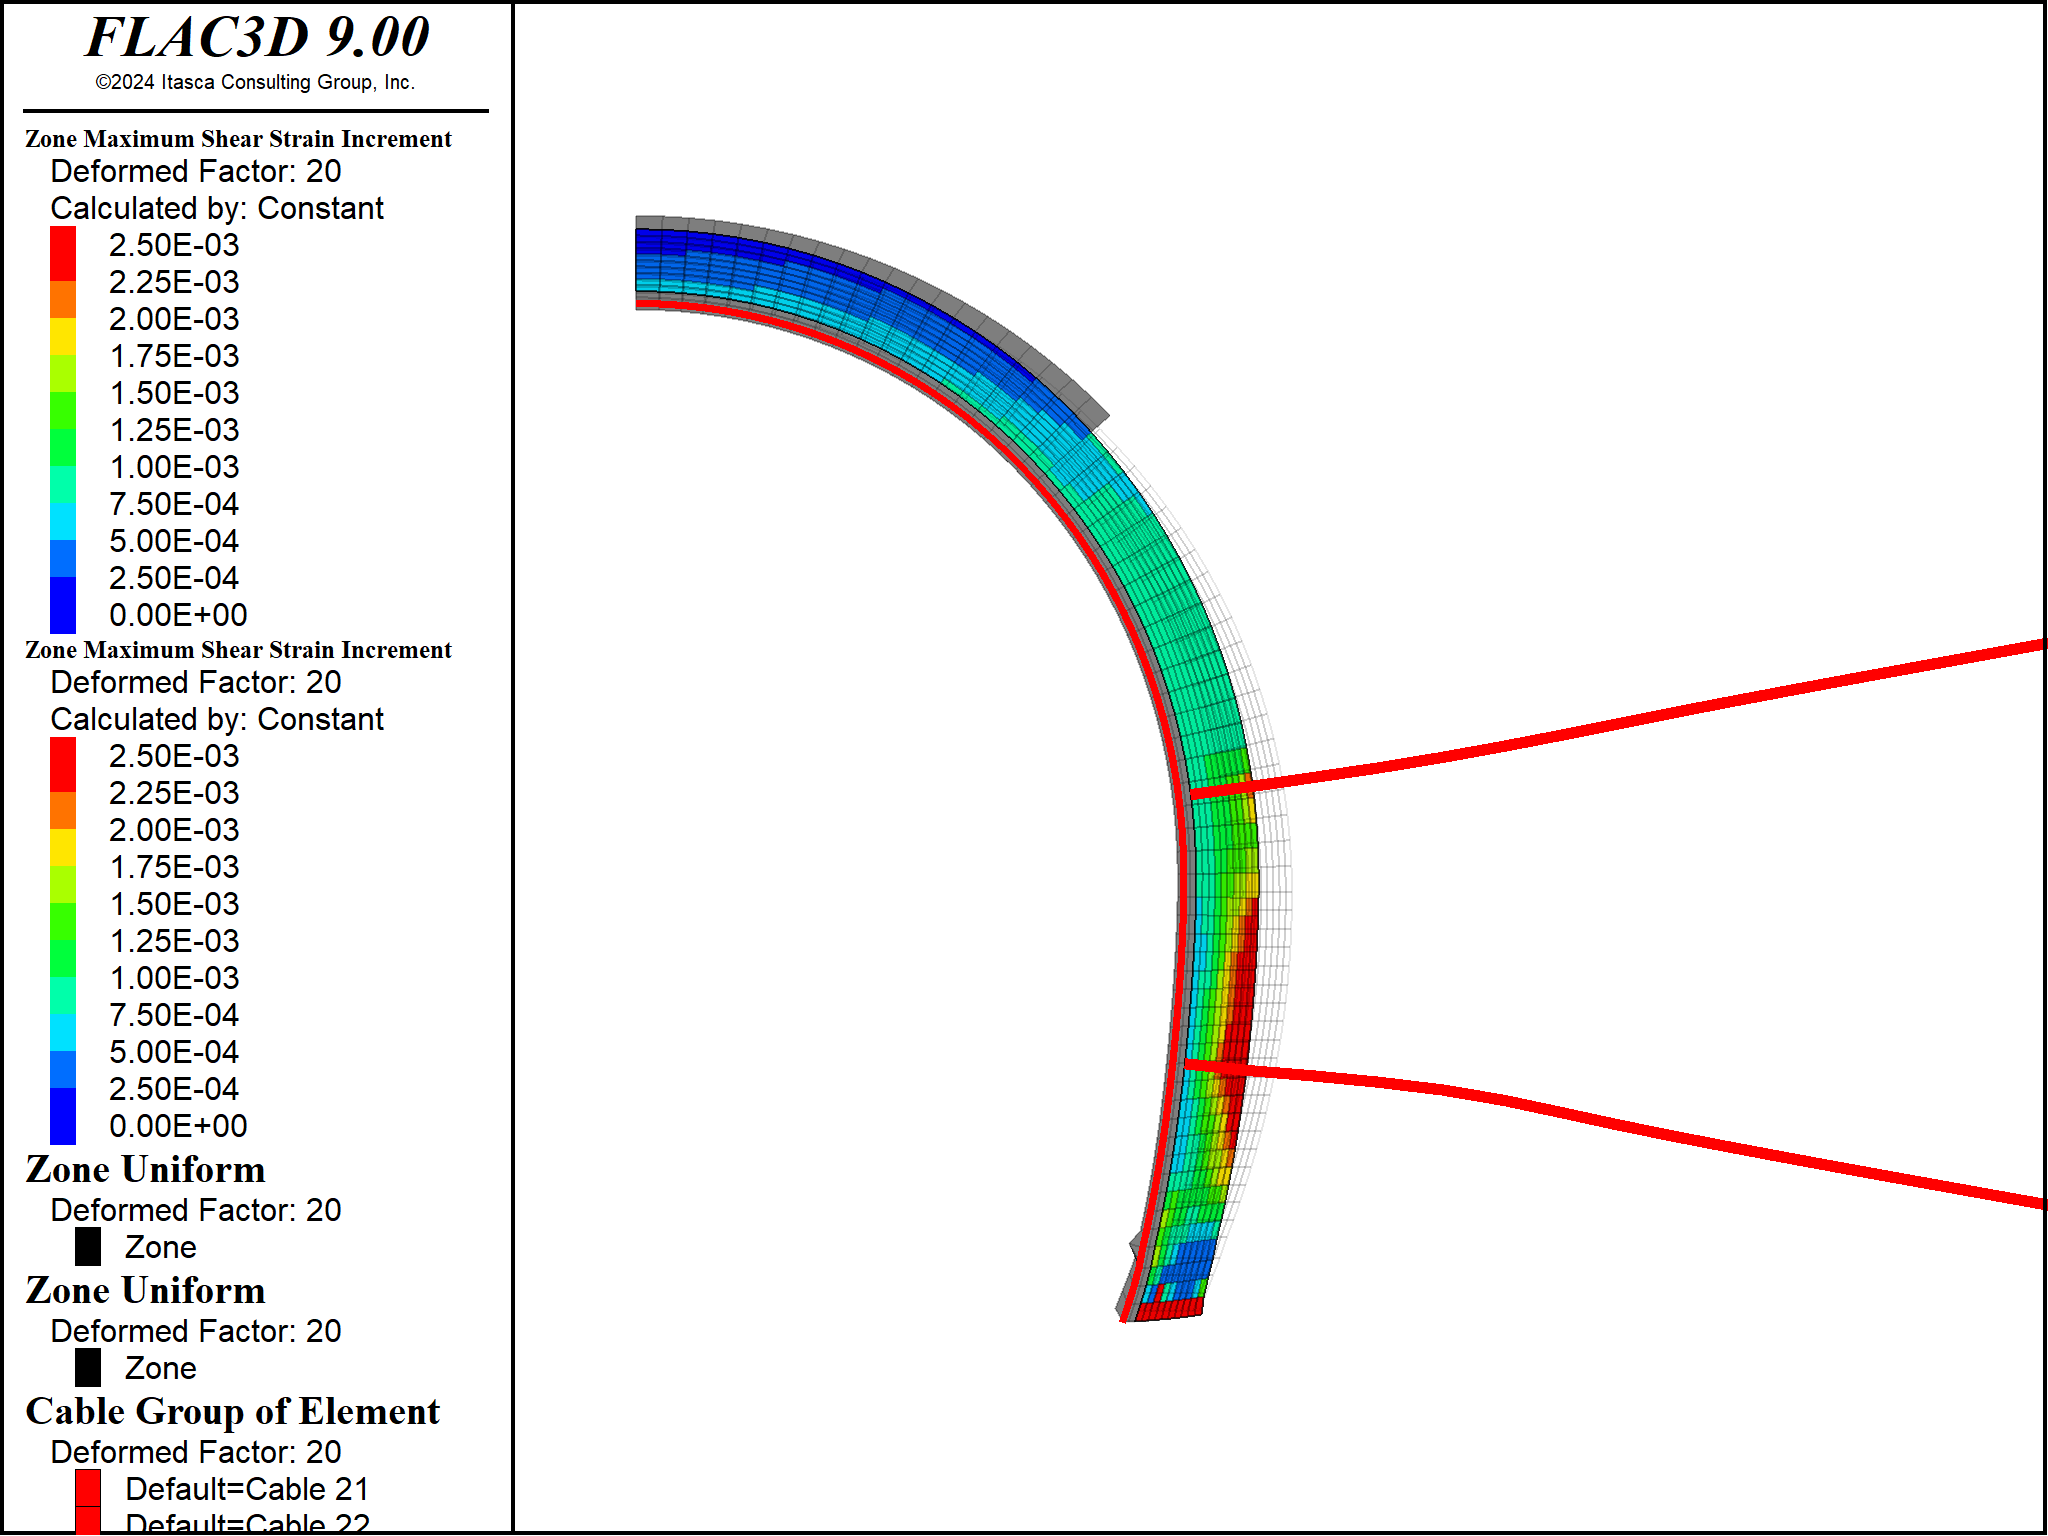 FLAC3D 9.00
©2024 Itasca Consulting Group, Inc.
Zone Maximum Shear Strain Increment
Deformed Factor: 20
Calculated by: Constant
2.50E-03
2.25E-03
2.00E-03
1.75E-03
1.50E-03
1.25E-03
1.00E-03
7.50E-04
5.00E-04
2.50E-04
0.00E+00
Zone Maximum Shear Strain Increment
Deformed Factor: 20
Calculated by: Constant
2.50E-03
2.25E-03
2.00E-03
1.75E-03
1.50E-03
1.25E-03
1.00E-03
7.50E-04
5.00E-04
2.50E-04
0.00E+00
Zone Uniform
Deformed Factor: 20
Zone
Zone Uniform
Deformed Factor: 20
Zone
Cable Group of Element
Deformed Factor: 20
Default=Cable 21
Default=Cable 22